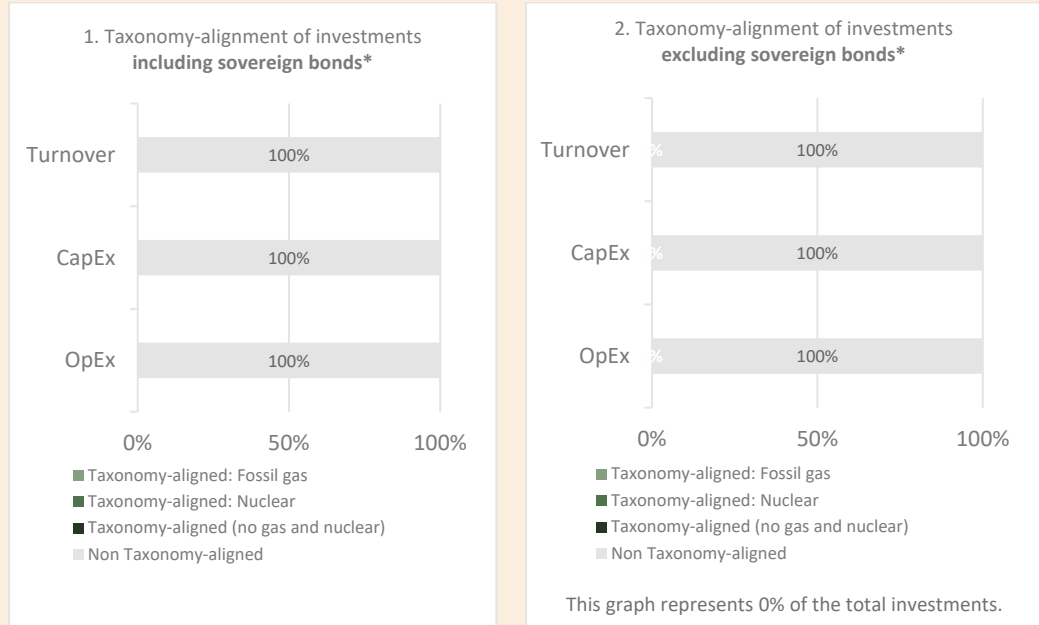 1. Taxonomy-alignment of investments
including sovereign bonds*
Turnover
100%
CapEx
100%
OpEx
100%
0%
50%
100%
Taxonomy-aligned: Fossil gas
Taxonomy-aligned: Nuclear
Taxonomy-aligned (no gas and nuclear)
Non Taxonomy-aligned
2. Taxonomy-alignment of investments
excluding sovereign bonds*
Turnover
%
100%
CapEx
%
100%
OpEx
%
100%
0%
50%
100%
Taxonomy-aligned: Fossil gas
Taxonomy-aligned: Nuclear
Taxonomy-aligned (no gas and nuclear)
Non Taxonomy-aligned
This graph represents 0% of the total investments.